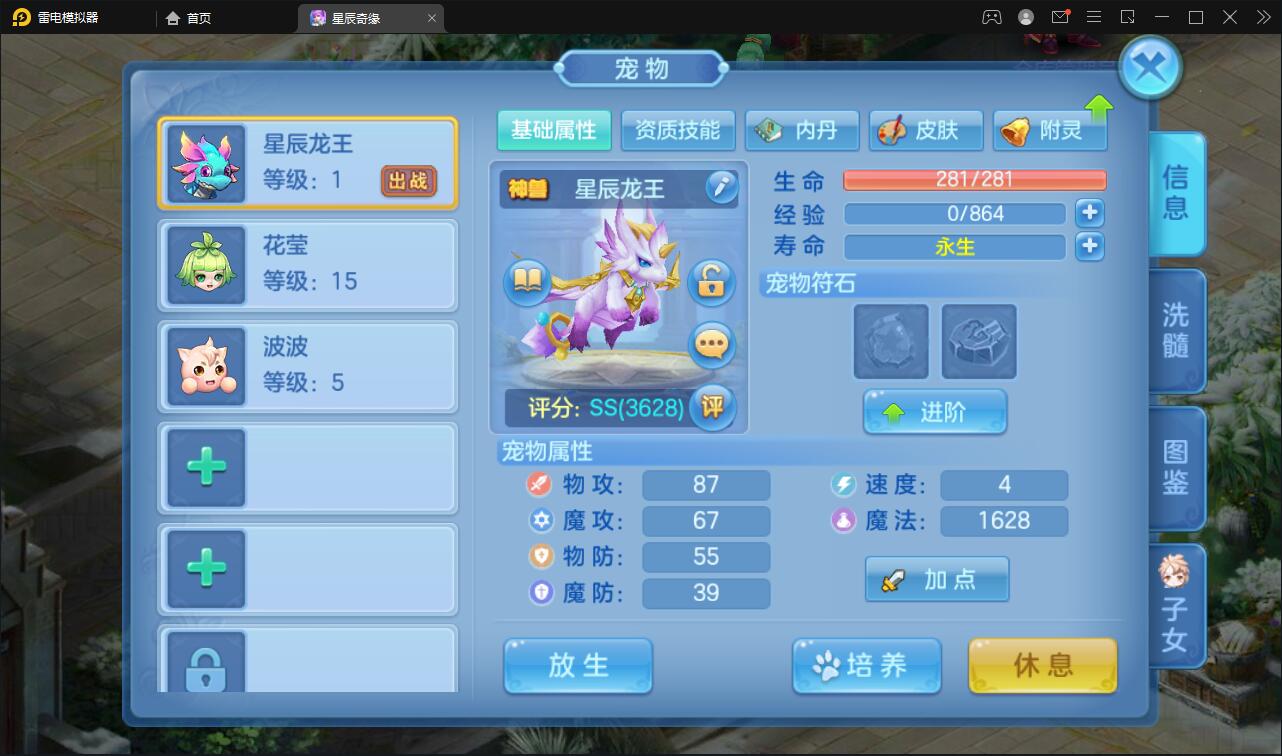 雷电模拟器
首页
星辰奇缘
宠物
星辰龙王
等级：1
出战
花莹
等级：15
波波
等级：5
基础属性
资质技能
内丹
皮肤
附灵
神兽
星辰龙王
评分：SS(3628)
评
生命
281/281
经验
0/864
寿命
永生
宠物符石
进阶
宠物属性
物攻：
87
速度：
4
魔攻：
67
魔法：
1628
物防：
55
魔防：
39
加点
放生
培养
休息
信息
洗髓
图鉴
子女